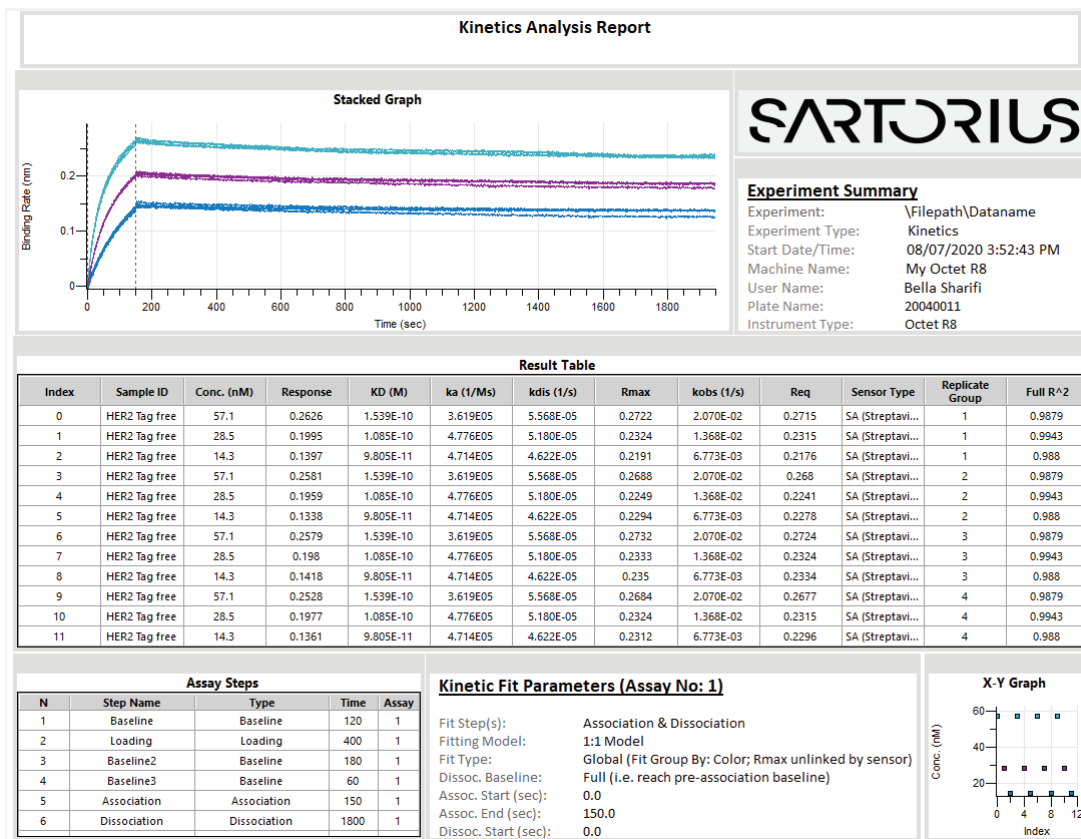 Kinetics Analysis Report
Stacked Graph
Binding Rate (nm)
0.2
0.1
0
0 200 400 600 800 1000 1200 1400 1600 1800
Time (sec)
SARTORIUS
Experiment Summary
Experiment: \Filepath\Dataname
Experiment Type: Kinetics
Start Date/Time: 08/07/2020 3:52:43 PM
Machine Name: My Octet R8
User Name: Bella Sharifi
Plate Name: 20040011
Instrument Type: Octet R8
Result Table
Index Sample ID Conc. (nM) Response KD (M) ka (1/Ms) kdis (1/s) Rmax kobs (1/s) Req Sensor Type Replicate Group Full R^2
0 HER2 Tag free 57.1 0.2626 1.539E-10 3.619E05 5.568E-05 0.2722 2.070E-02 0.2715 SA (Streptavi... 1 0.9879
1 HER2 Tag free 28.5 0.1995 1.085E-10 4.776E05 5.180E-05 0.2324 1.368E-02 0.2315 SA (Streptavi... 1 0.9943
2 HER2 Tag free 14.3 0.1397 9.805E-11 4.714E05 4.622E-05 0.2191 6.773E-03 0.2176 SA (Streptavi... 1 0.988
3 HER2 Tag free 57.1 0.2581 1.539E-10 3.619E05 5.568E-05 0.2688 2.070E-02 0.268 SA (Streptavi... 2 0.9879
4 HER2 Tag free 28.5 0.1959 1.085E-10 4.776E05 5.180E-05 0.2249 1.368E-02 0.2241 SA (Streptavi... 2 0.9943
5 HER2 Tag free 14.3 0.1338 9.805E-11 4.714E05 4.622E-05 0.2294 6.773E-03 0.2278 SA (Streptavi... 2 0.988
6 HER2 Tag free 57.1 0.2579 1.539E-10 3.619E05 5.568E-05 0.2732 2.070E-02 0.2724 SA (Streptavi... 3 0.9879
7 HER2 Tag free 28.5 0.198 1.085E-10 4.776E05 5.180E-05 0.2333 1.368E-02 0.2324 SA (Streptavi... 3 0.9943
8 HER2 Tag free 14.3 0.1418 9.805E-11 4.714E05 4.622E-05 0.235 6.773E-03 0.2334 SA (Streptavi... 3 0.988
9 HER2 Tag free 57.1 0.2528 1.539E-10 3.619E05 5.568E-05 0.2684 2.070E-02 0.2677 SA (Streptavi... 4 0.9879
10 HER2 Tag free 28.5 0.1977 1.085E-10 4.776E05 5.180E-05 0.2324 1.368E-02 0.2315 SA (Streptavi... 4 0.9943
11 HER2 Tag free 14.3 0.1361 9.805E-11 4.714E05 4.622E-05 0.2312 6.773E-03 0.2296 SA (Streptavi... 4 0.988
Assay Steps
N Step Name Type Time Assay
1 Baseline Baseline 120 1
2 Loading Loading 400 1
3 Baseline2 Baseline 180 1
4 Baseline3 Baseline 60 1
5 Association Association 150 1
6 Dissociation Dissociation 1800 1
Kinetic Fit Parameters (Assay No: 1)
Fit Step(s): Association & Dissociation
Fitting Model: 1:1 Model
Fit Type: Global (Fit Group By: Color; Rmax unlinked by sensor)
Dissoc. Baseline: Full (i.e. reach pre-association baseline)
Assoc. Start (sec): 0.0
Assoc. End (sec): 150.0
Dissoc. Start (sec): 0.0
X-Y Graph
Conc. (nM)
60
40
20
0 4 8 12
Index